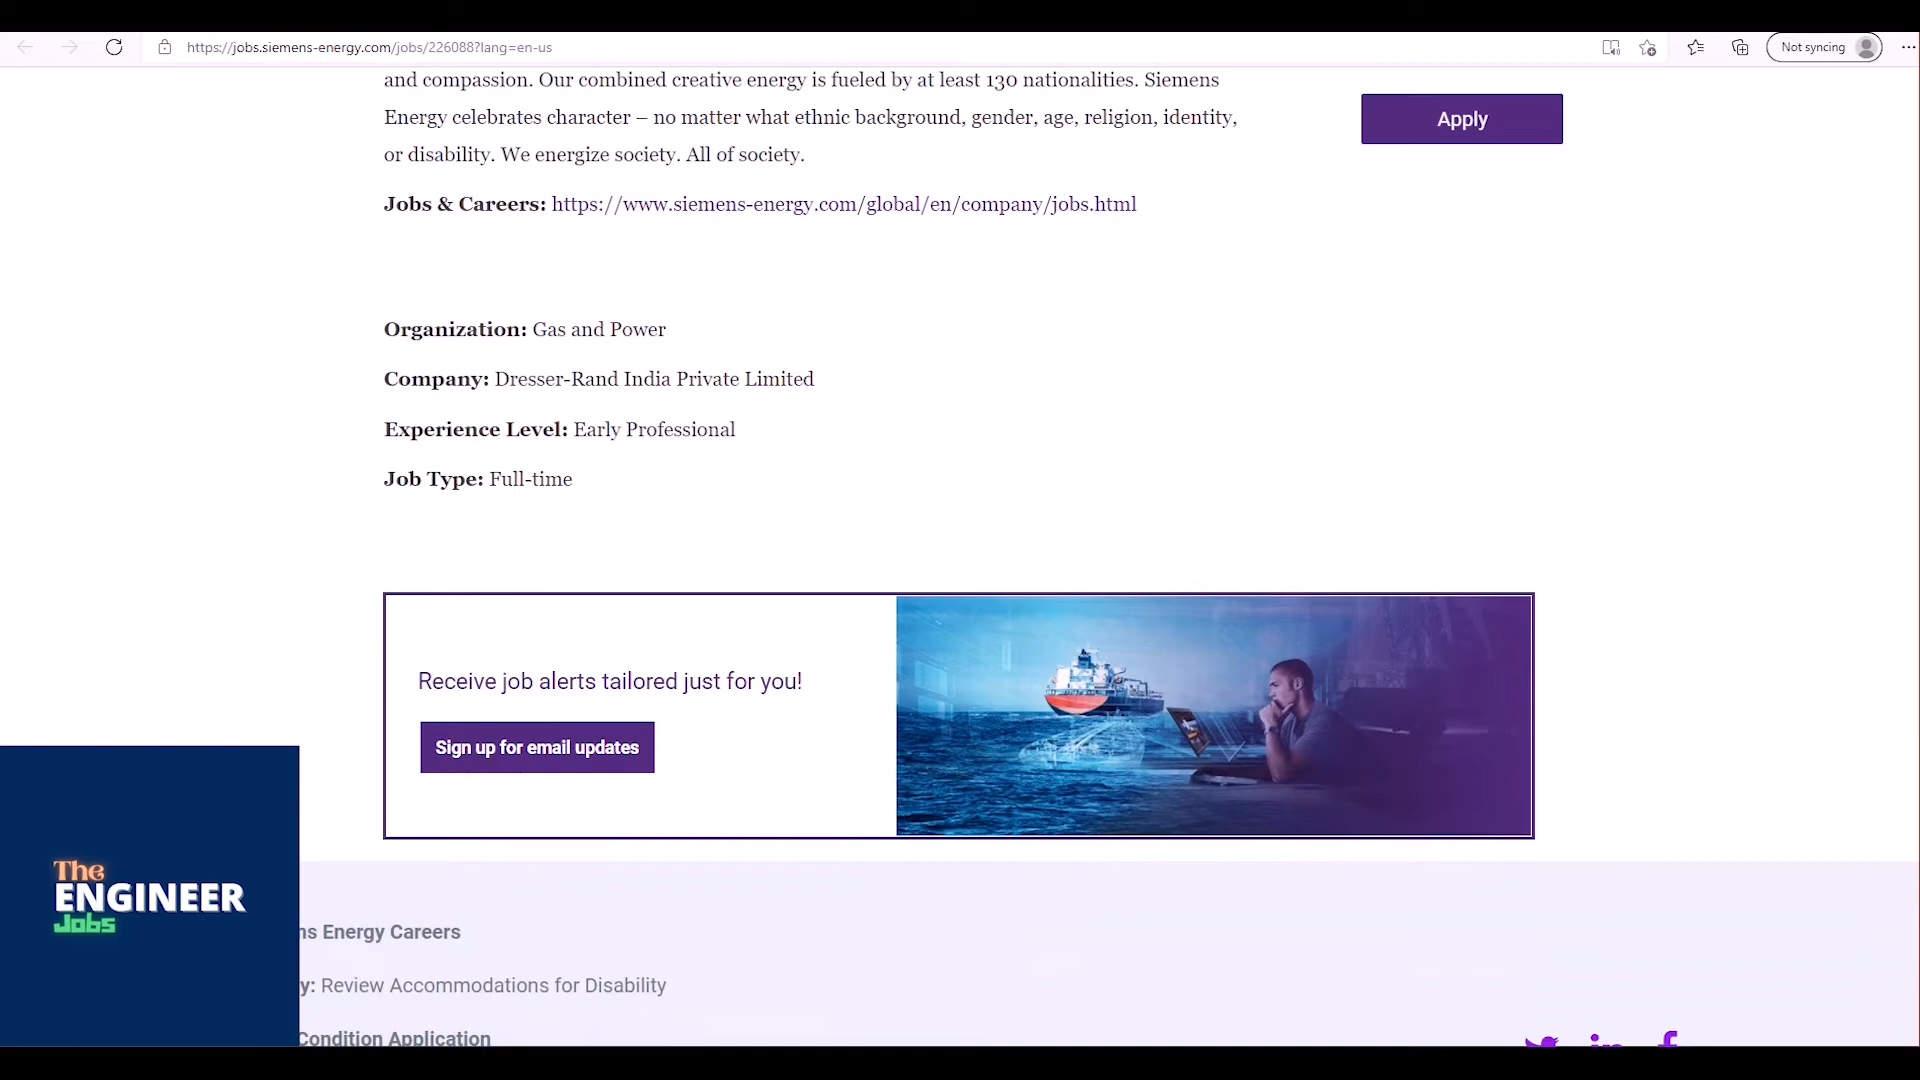 https://jobs.siemens-energy.com/jobs/226088?lang=en-us
Not syncing
and compassion. Our combined creative energy is fueled by at least 130 nationalities. Siemens
Energy celebrates character – no matter what ethnic background, gender, age, religion, identity,
or disability. We energize society. All of society.
Apply
Jobs & Careers: https://www.siemens-energy.com/global/en/company/jobs.html
Organization: Gas and Power
Company: Dresser-Rand India Private Limited
Experience Level: Early Professional
Job Type: Full-time
Receive job alerts tailored just for you!
Sign up for email updates
The
ENGINEER
Jobs
ns Energy Careers
y: Review Accommodations for Disability
Condition Application